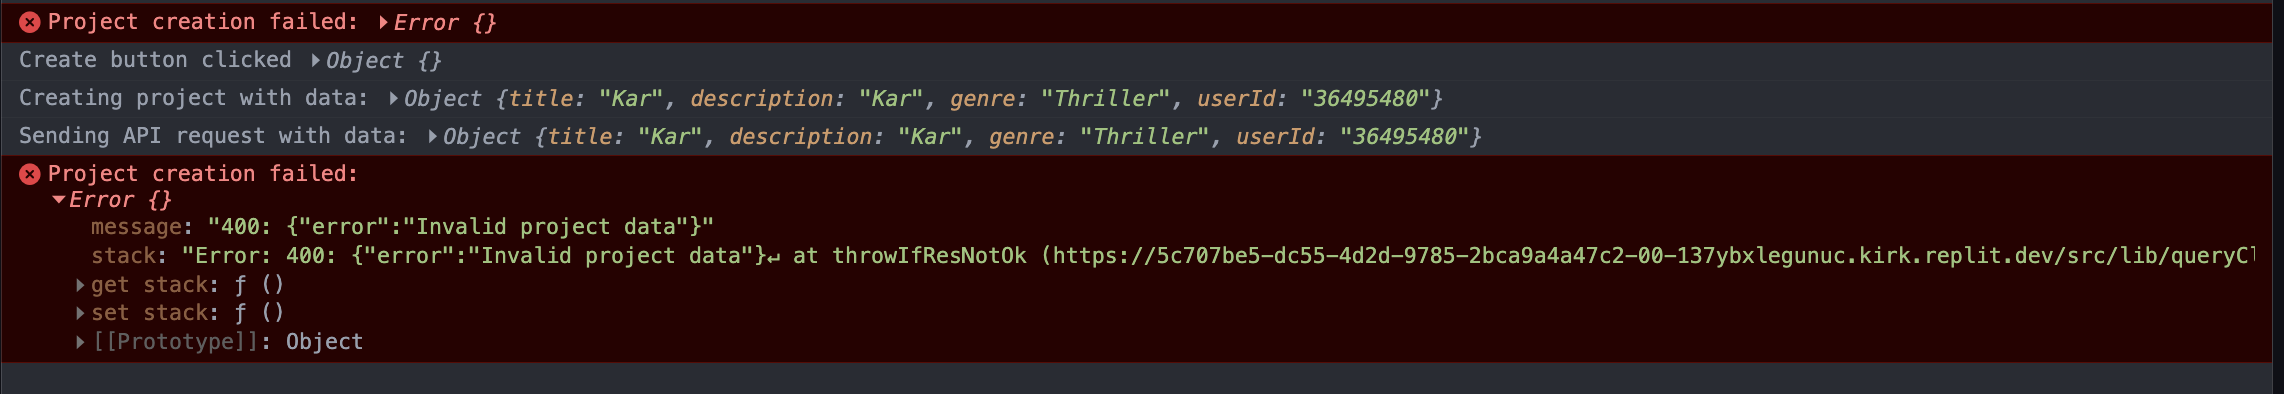 Project creation failed: ▶Error {}
Create button clicked ▶Object {}
Creating project with data: ▶Object {title: "Kar", description: "Kar", genre: "Thriller", userId: "36495480"}
Sending API request with data: ▶Object {title: "Kar", description: "Kar", genre: "Thriller", userId: "36495480"}
Project creation failed:
▼Error {}
message: "400: {"error":"Invalid project data"}"
stack: "Error: 400: {"error":"Invalid project data"}↵ at throwIfResNotOk (https://5c707be5-dc55-4d2d-9785-2bca9a4a47c2-00-137ybxlegunuc.kirk.replit.dev/src/lib/queryCl
▶get stack: ƒ ()
▶set stack: ƒ ()
▶[[Prototype]]: Object